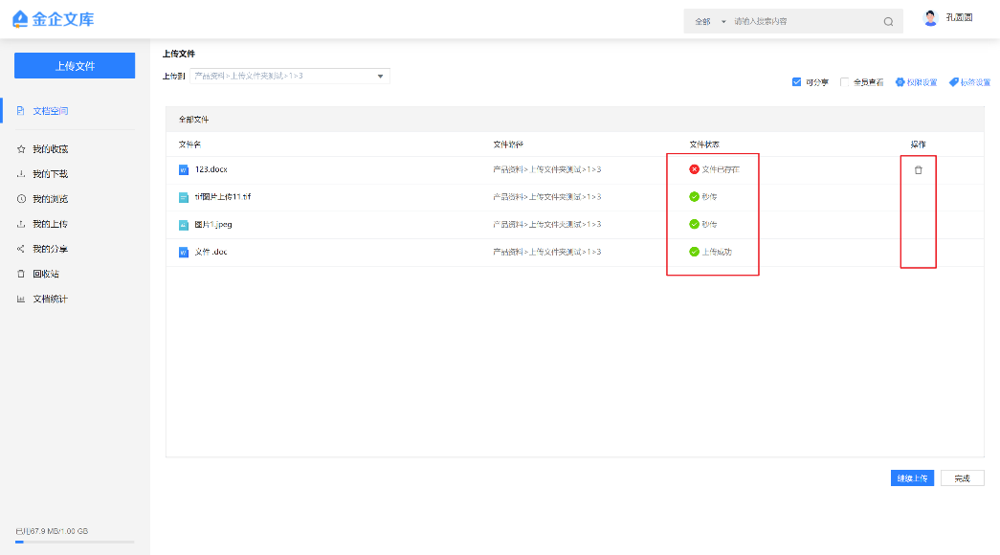 金企文库
全部 请输入搜索内容
孔圆圆
上传文件
文档空间
我的收藏
我的下载
我的浏览
我的上传
我的分享
回收站
文档统计
已用67.9 MB/1.00 GB
上传文件
上传到 产品资料>上传文件夹测试>1>3
可分享 全员查看 权限设置 标签设置
全部文件
文件名 文件路径 文件状态 操作
123.docx 产品资料>上传文件夹测试>1>3 文件已存在
tif图片上传11.tif 产品资料>上传文件夹测试>1>3 秒传
图片1.jpeg 产品资料>上传文件夹测试>1>3 秒传
文件 .doc 产品资料>上传文件夹测试>1>3 上传成功
继续上传 完成